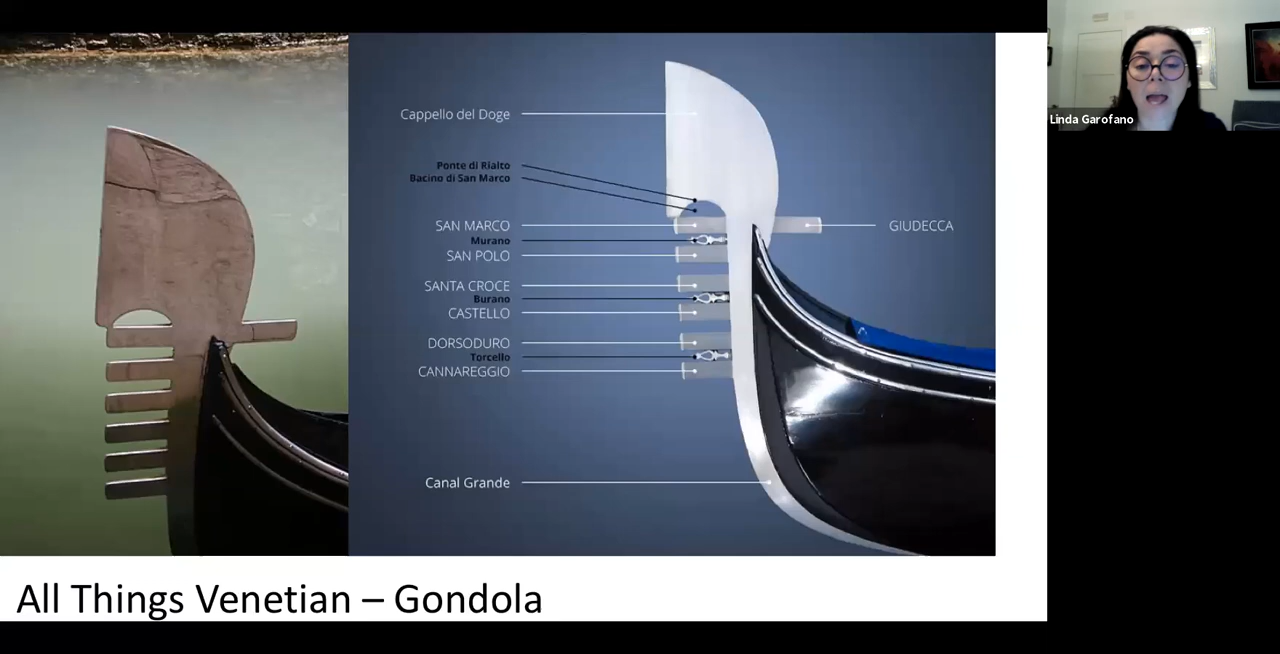 Cappello del Doge
Ponte di Rialto
Bacino di San Marco
SAN MARCO
GIUDECCA
Murano
SAN POLO
SANTA CROCE
Burano
CASTELLO
DORSODURO
Torcello
CANNAREGGIO
Canal Grande
All Things Venetian – Gondola
Linda Garofano